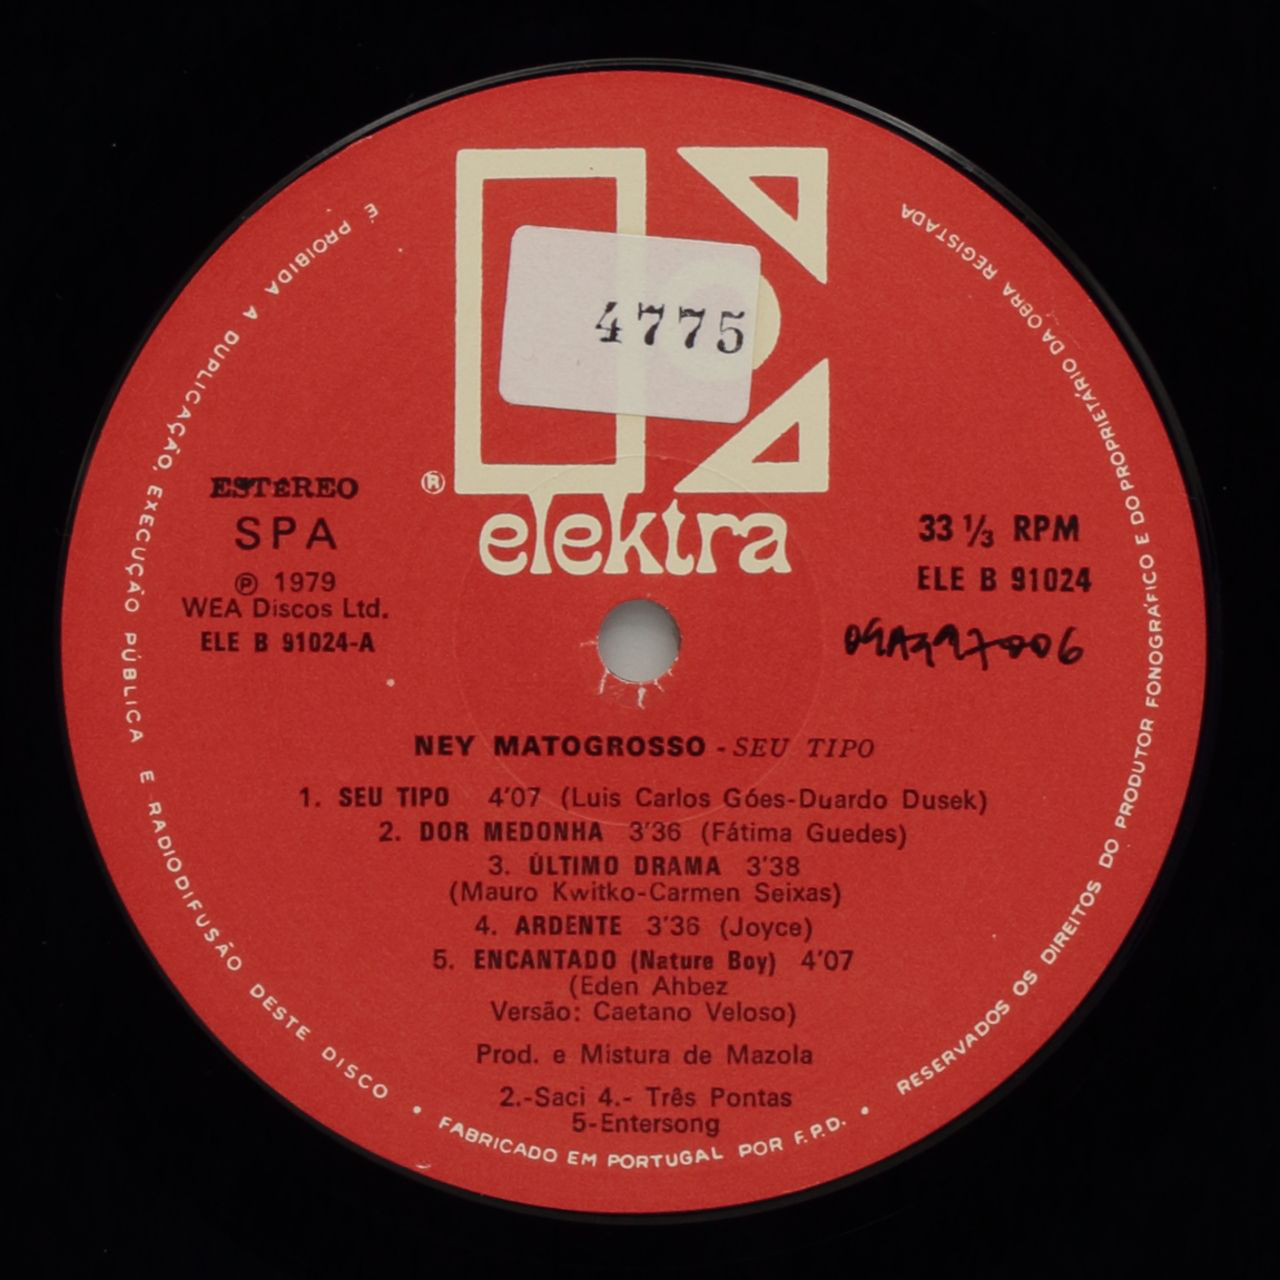 4775
®
elektra
ESTÉREO
SPA
℗ 1979
WEA Discos Ltd.
ELE B 91024-A
33 ⅓ RPM
ELE B 91024
NEY MATOGROSSO - SEU TIPO
1. SEU TIPO 4'07 (Luis Carlos Góes-Duardo Dusek)
2. DOR MEDONHA 3'36 (Fátima Guedes)
3. ÚLTIMO DRAMA 3'38
(Mauro Kwitko-Carmen Seixas)
4. ARDENTE 3'36 (Joyce)
5. ENCANTADO (Nature Boy) 4'07
(Eden Ahbez
Versão: Caetano Veloso)
Prod. e Mistura de Mazola
2.-Saci 4.- Três Pontas
5-Entersong
É PROIBIDA A DUPLICAÇÃO, EXECUÇÃO PÚBLICA E RADIODIFUSÃO DESTE DISCO • FABRICADO EM PORTUGAL POR F.P.D. • RESERVADOS OS DIREITOS DO PRODUTOR FONOGRÁFICO E DO PROPRIETÁRIO DA OBRA REGISTADA